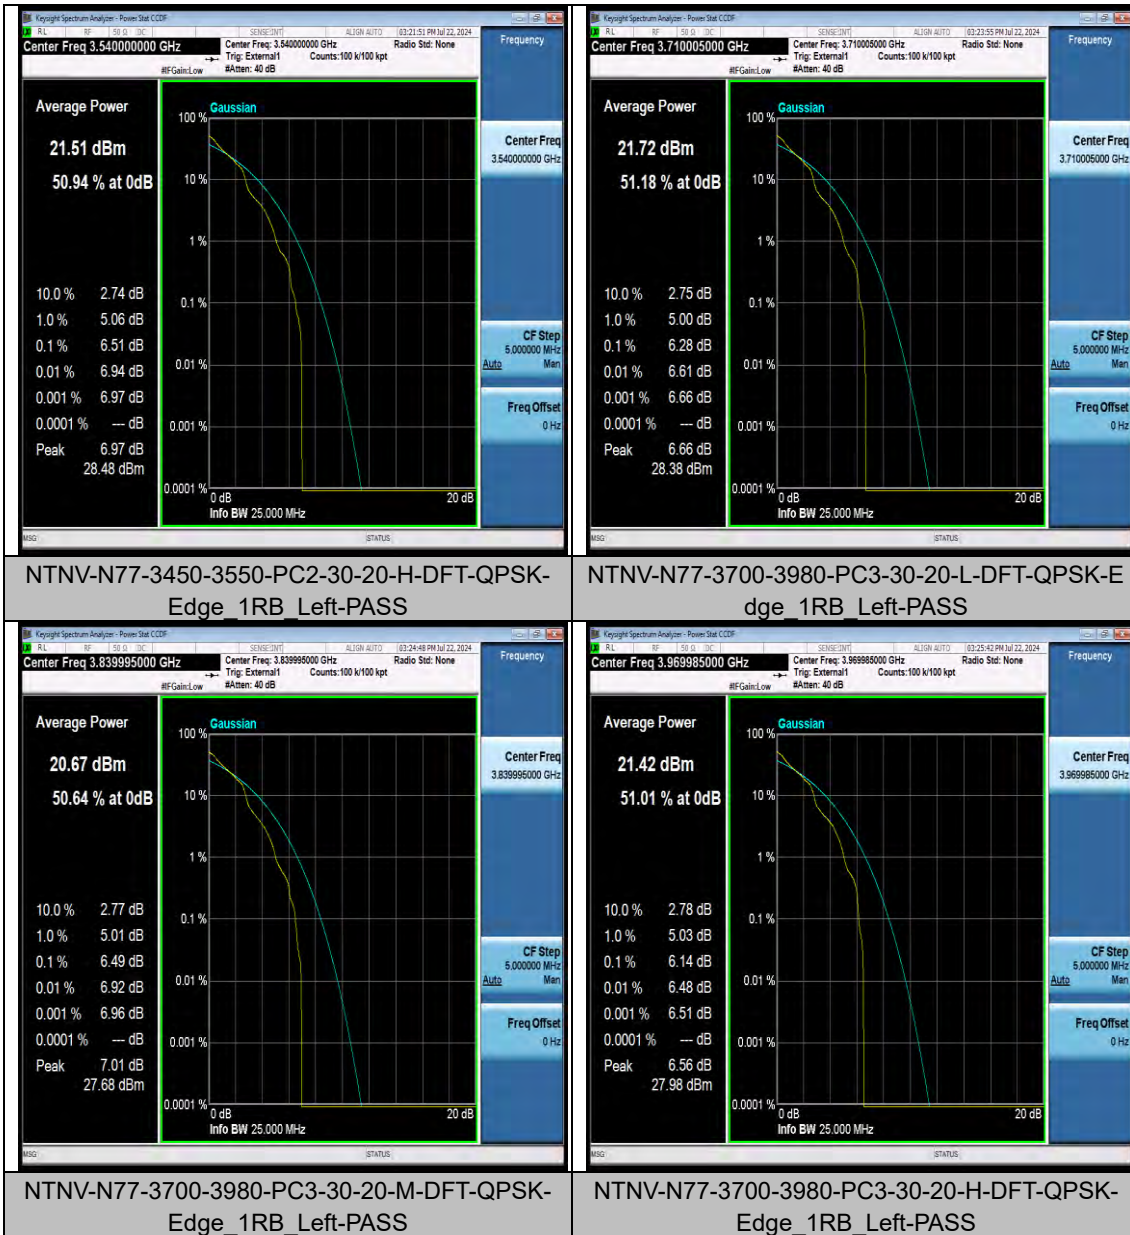 Keysight Spectrum Analyzer - Power Stat CCDF
RL RF 50 Ω DC SENSE:INT ALIGN AUTO 03:21:51 PM Jul 22, 2024
Center Freq 3.540000000 GHz
Center Freq: 3.540000000 GHz Radio Std: None
Trig: External1 Counts:100 k/100 kpt
#IFGain:Low #Atten: 40 dB
Frequency
Average Power
21.51 dBm
50.94 % at 0dB
10.0 % 2.74 dB
1.0 % 5.06 dB
0.1 % 6.51 dB
0.01 % 6.94 dB
0.001 % 6.97 dB
0.0001 % --- dB
Peak 6.97 dB
28.48 dBm
Gaussian
100 %
10 %
1 %
0.1 %
0.01 %
0.001 %
0.0001 %
0 dB 20 dB
Info BW 25.000 MHz
Center Freq
3.540000000 GHz
CF Step
5.000000 MHz
Auto Man
Freq Offset
0 Hz
MSG STATUS
NTNV-N77-3450-3550-PC2-30-20-H-DFT-QPSK-
Edge_1RB_Left-PASS
Keysight Spectrum Analyzer - Power Stat CCDF
RL RF 50 Ω DC SENSE:INT ALIGN AUTO 03:23:55 PM Jul 22, 2024
Center Freq 3.710005000 GHz
Center Freq: 3.710005000 GHz Radio Std: None
Trig: External1 Counts:100 k/100 kpt
#IFGain:Low #Atten: 40 dB
Frequency
Average Power
21.72 dBm
51.18 % at 0dB
10.0 % 2.75 dB
1.0 % 5.00 dB
0.1 % 6.28 dB
0.01 % 6.61 dB
0.001 % 6.66 dB
0.0001 % --- dB
Peak 6.66 dB
28.38 dBm
Gaussian
100 %
10 %
1 %
0.1 %
0.01 %
0.001 %
0.0001 %
0 dB 20 dB
Info BW 25.000 MHz
Center Freq
3.710005000 GHz
CF Step
5.000000 MHz
Auto Man
Freq Offset
0 Hz
STATUS
NTNV-N77-3700-3980-PC3-30-20-L-DFT-QPSK-E
dge_1RB_Left-PASS
Keysight Spectrum Analyzer - Power Stat CCDF
RL RF 50 Ω DC SENSE:INT ALIGN AUTO 03:24:48 PM Jul 22, 2024
Center Freq 3.839995000 GHz
Center Freq: 3.839995000 GHz Radio Std: None
Trig: External1 Counts:100 k/100 kpt
#IFGain:Low #Atten: 40 dB
Frequency
Average Power
20.67 dBm
50.64 % at 0dB
10.0 % 2.77 dB
1.0 % 5.01 dB
0.1 % 6.49 dB
0.01 % 6.92 dB
0.001 % 6.96 dB
0.0001 % --- dB
Peak 7.01 dB
27.68 dBm
Gaussian
100 %
10 %
1 %
0.1 %
0.01 %
0.001 %
0.0001 %
0 dB 20 dB
Info BW 25.000 MHz
Center Freq
3.839995000 GHz
CF Step
5.000000 MHz
Auto Man
Freq Offset
0 Hz
MSG STATUS
NTNV-N77-3700-3980-PC3-30-20-M-DFT-QPSK-
Edge_1RB_Left-PASS
Keysight Spectrum Analyzer - Power Stat CCDF
RL RF 50 Ω DC SENSE:INT ALIGN AUTO 03:25:42 PM Jul 22, 2024
Center Freq 3.969985000 GHz
Center Freq: 3.969985000 GHz Radio Std: None
Trig: External1 Counts:100 k/100 kpt
#IFGain:Low #Atten: 40 dB
Frequency
Average Power
21.42 dBm
51.01 % at 0dB
10.0 % 2.78 dB
1.0 % 5.03 dB
0.1 % 6.14 dB
0.01 % 6.48 dB
0.001 % 6.51 dB
0.0001 % --- dB
Peak 6.56 dB
27.98 dBm
Gaussian
100 %
10 %
1 %
0.1 %
0.01 %
0.001 %
0.0001 %
0 dB 20 dB
Info BW 25.000 MHz
Center Freq
3.969985000 GHz
CF Step
5.000000 MHz
Auto Man
Freq Offset
0 Hz
MSG STATUS
NTNV-N77-3700-3980-PC3-30-20-H-DFT-QPSK-
Edge_1RB_Left-PASS